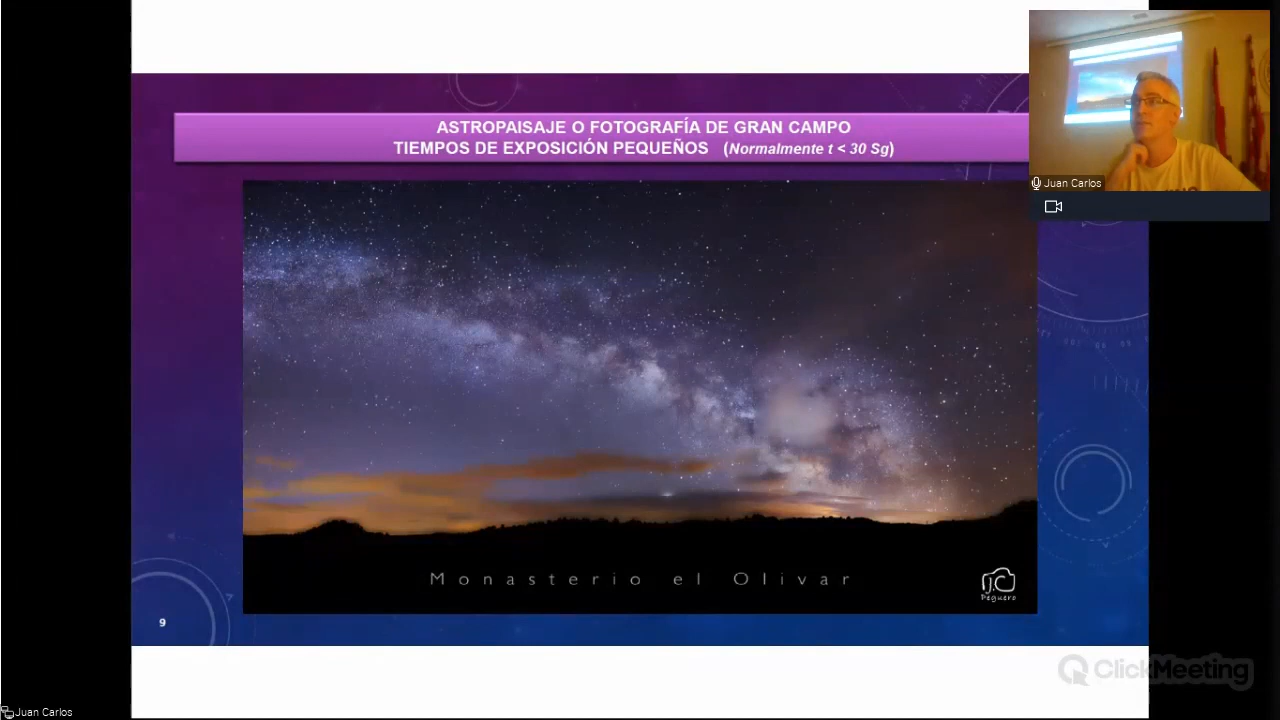 ASTROPAISAJE O FOTOGRAFÍA DE GRAN CAMPO
TIEMPOS DE EXPOSICIÓN PEQUEÑOS (Normalmente t < 30 Sg)
Juan Carlos
Monasterio el Olivar
J.C
Peguero
9
ClickMeeting
Juan Carlos